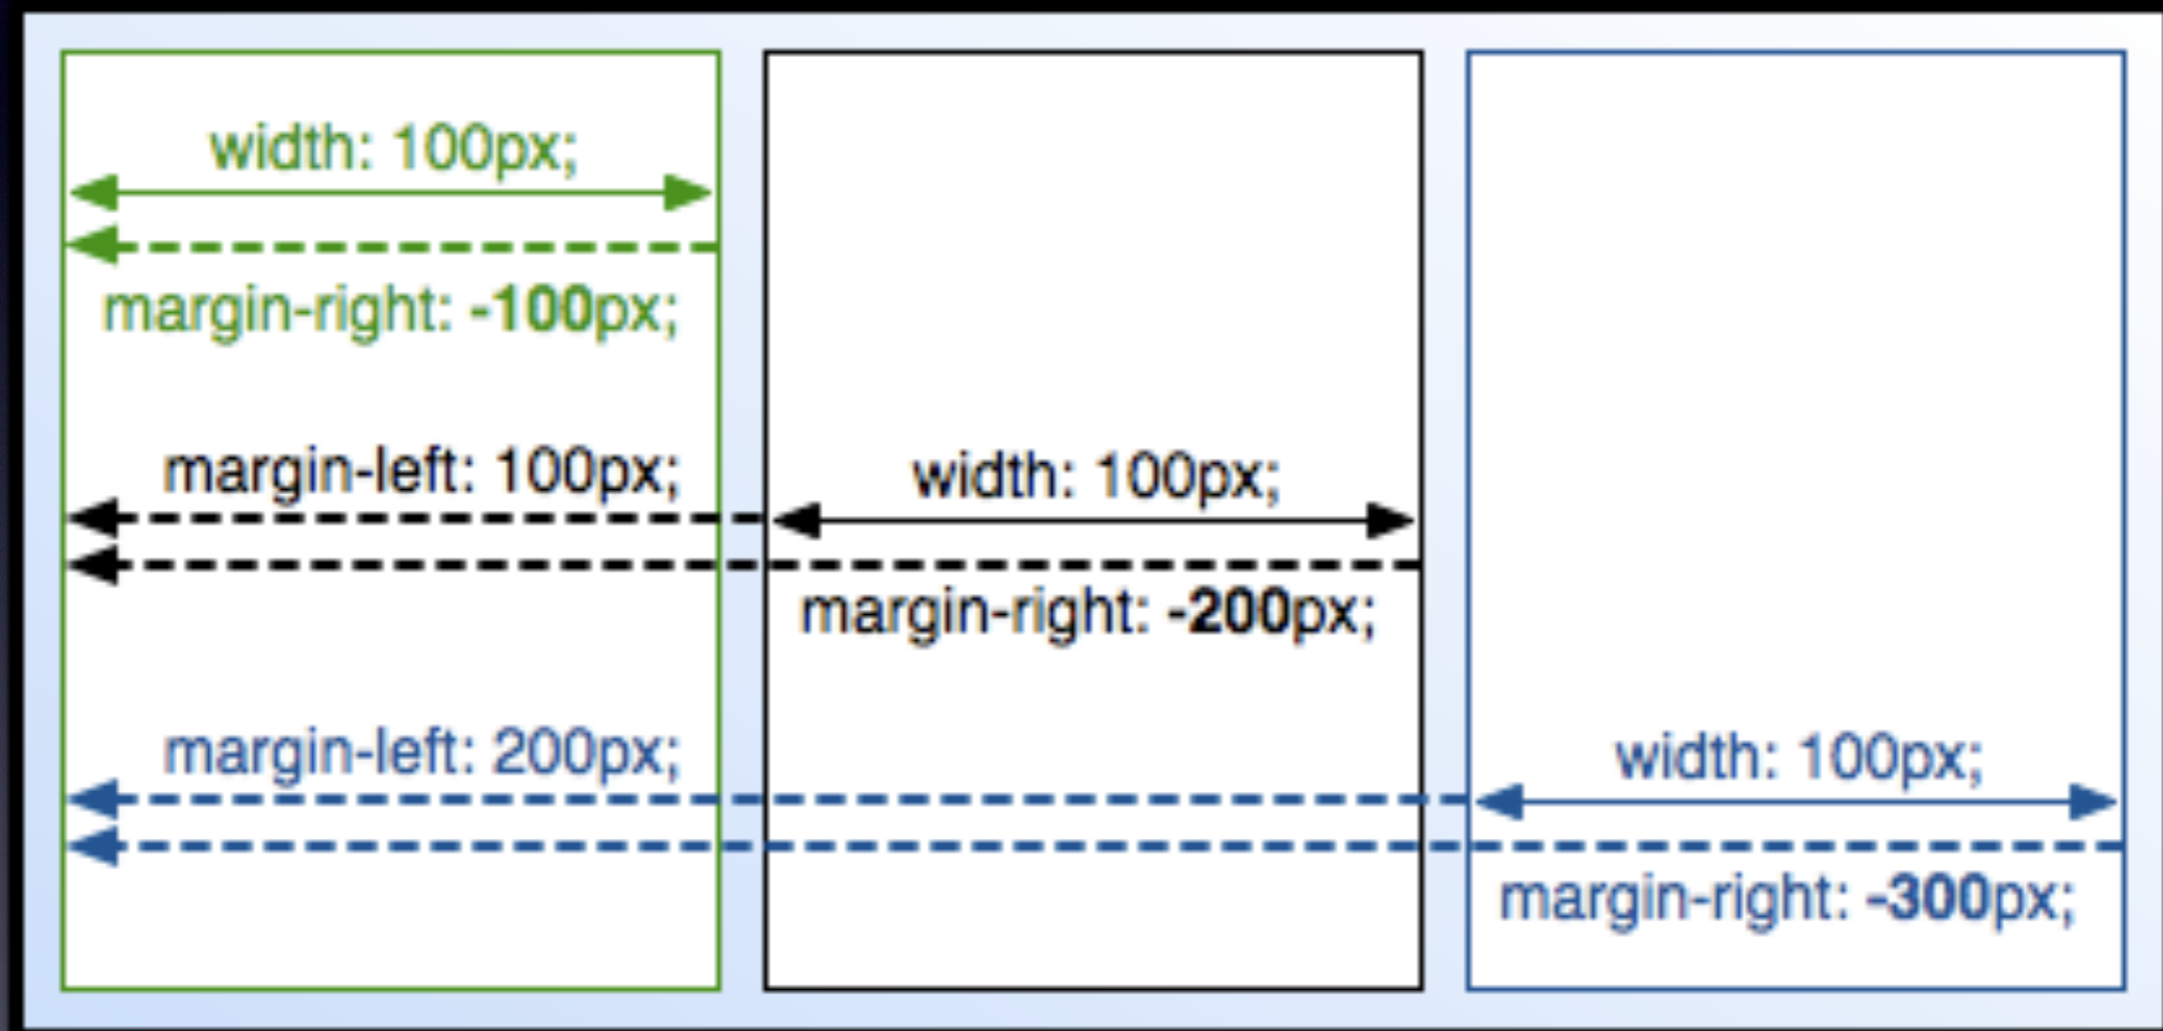 width: 100px;
margin-right: -100px;
margin-left: 100px;
width: 100px;
margin-right: -200px;
margin-left: 200px;
width: 100px;
margin-right: -300px;